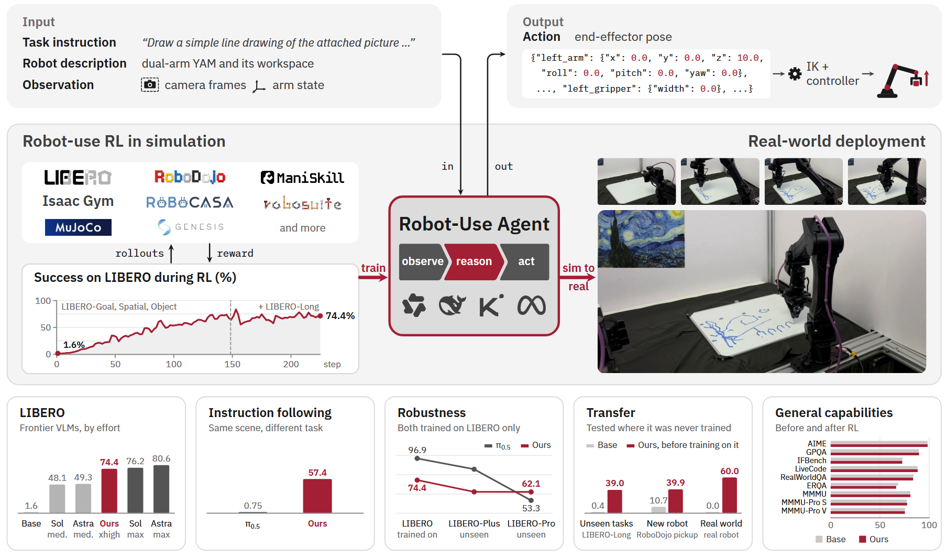 Input
Task instruction “Draw a simple line drawing of the attached picture ...”
Robot description dual-arm YAM and its workspace
Observation camera frames arm state
Output
Action end-effector pose
{"left_arm": {"x": 0.0, "y": 0.0, "z": 10.0,
"roll": 0.0, "pitch": 0.0, "yaw": 0.0},
..., "left_gripper": {"width": 0.0}, ...}
IK +
controller
Robot-use RL in simulation
LIBERO RoboDoJo ManiSkill
Isaac Gym ROBOCASA robosuite
MuJoCo GENESIS and more
rollouts reward
Success on LIBERO during RL (%)
LIBERO-Goal, Spatial, Object + LIBERO-Long
100
50
0
1.6%
74.4%
0 50 100 150 200 step
train
in out
Robot-Use Agent
observe reason act
sim to
real
Real-world deployment
LIBERO
Frontier VLMs, by effort
1.6 48.1 49.3 74.4 76.2 80.6
Base Sol Astra Ours Sol Astra
med. med. xhigh max max
Instruction following
Same scene, different task
0.75 57.4
π0.5 Ours
Robustness
Both trained on LIBERO only
π0.5 Ours
96.9
74.4
62.1
53.3
LIBERO LIBERO-Plus LIBERO-Pro
trained on unseen unseen
Transfer
Tested where it was never trained
Base Ours, before training on it
0.4 39.0 10.7 39.9 0.0 60.0
Unseen tasks New robot Real world
LIBERO-Long RoboDojo pickup real robot
General capabilities
Before and after RL
AIME
GPQA
IFBench
LiveCode
RealWorldQA
ERQA
MMMU
MMMU-Pro S
MMMU-Pro V
0 50 100
Base Ours